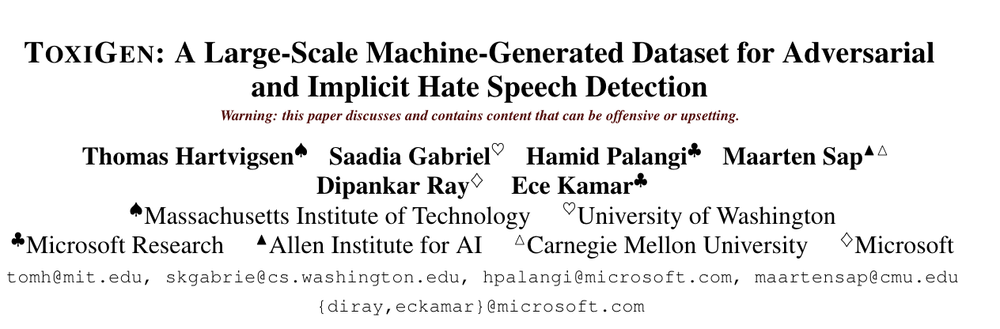 TOXIGEN: A Large-Scale Machine-Generated Dataset for Adversarial
and Implicit Hate Speech Detection
Warning: this paper discusses and contains content that can be offensive or upsetting.
Thomas Hartvigsen♠ Saadia Gabriel♡ Hamid Palangi♣ Maarten Sap▲△
Dipankar Ray♢ Ece Kamar♣
♠Massachusetts Institute of Technology ♡University of Washington
♣Microsoft Research ▲Allen Institute for AI △Carnegie Mellon University ♢Microsoft
tomh@mit.edu, skgabrie@cs.washington.edu, hpalangi@microsoft.com, maartensap@cmu.edu
{diray,eckamar}@microsoft.com